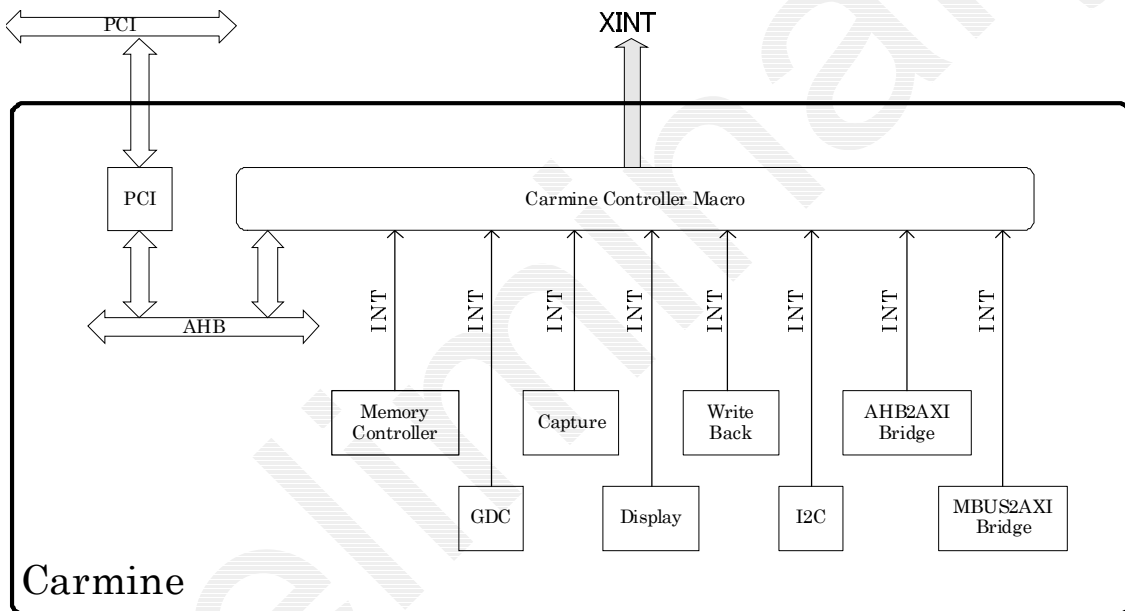 PCI
XINT
PCI
Carmine Controller Macro
AHB
INT
INT
INT
INT
INT
INT
INT
INT
Memory
Controller
Capture
Write
Back
AHB2AXI
Bridge
GDC
Display
I2C
MBUS2AXI
Bridge
Carmine